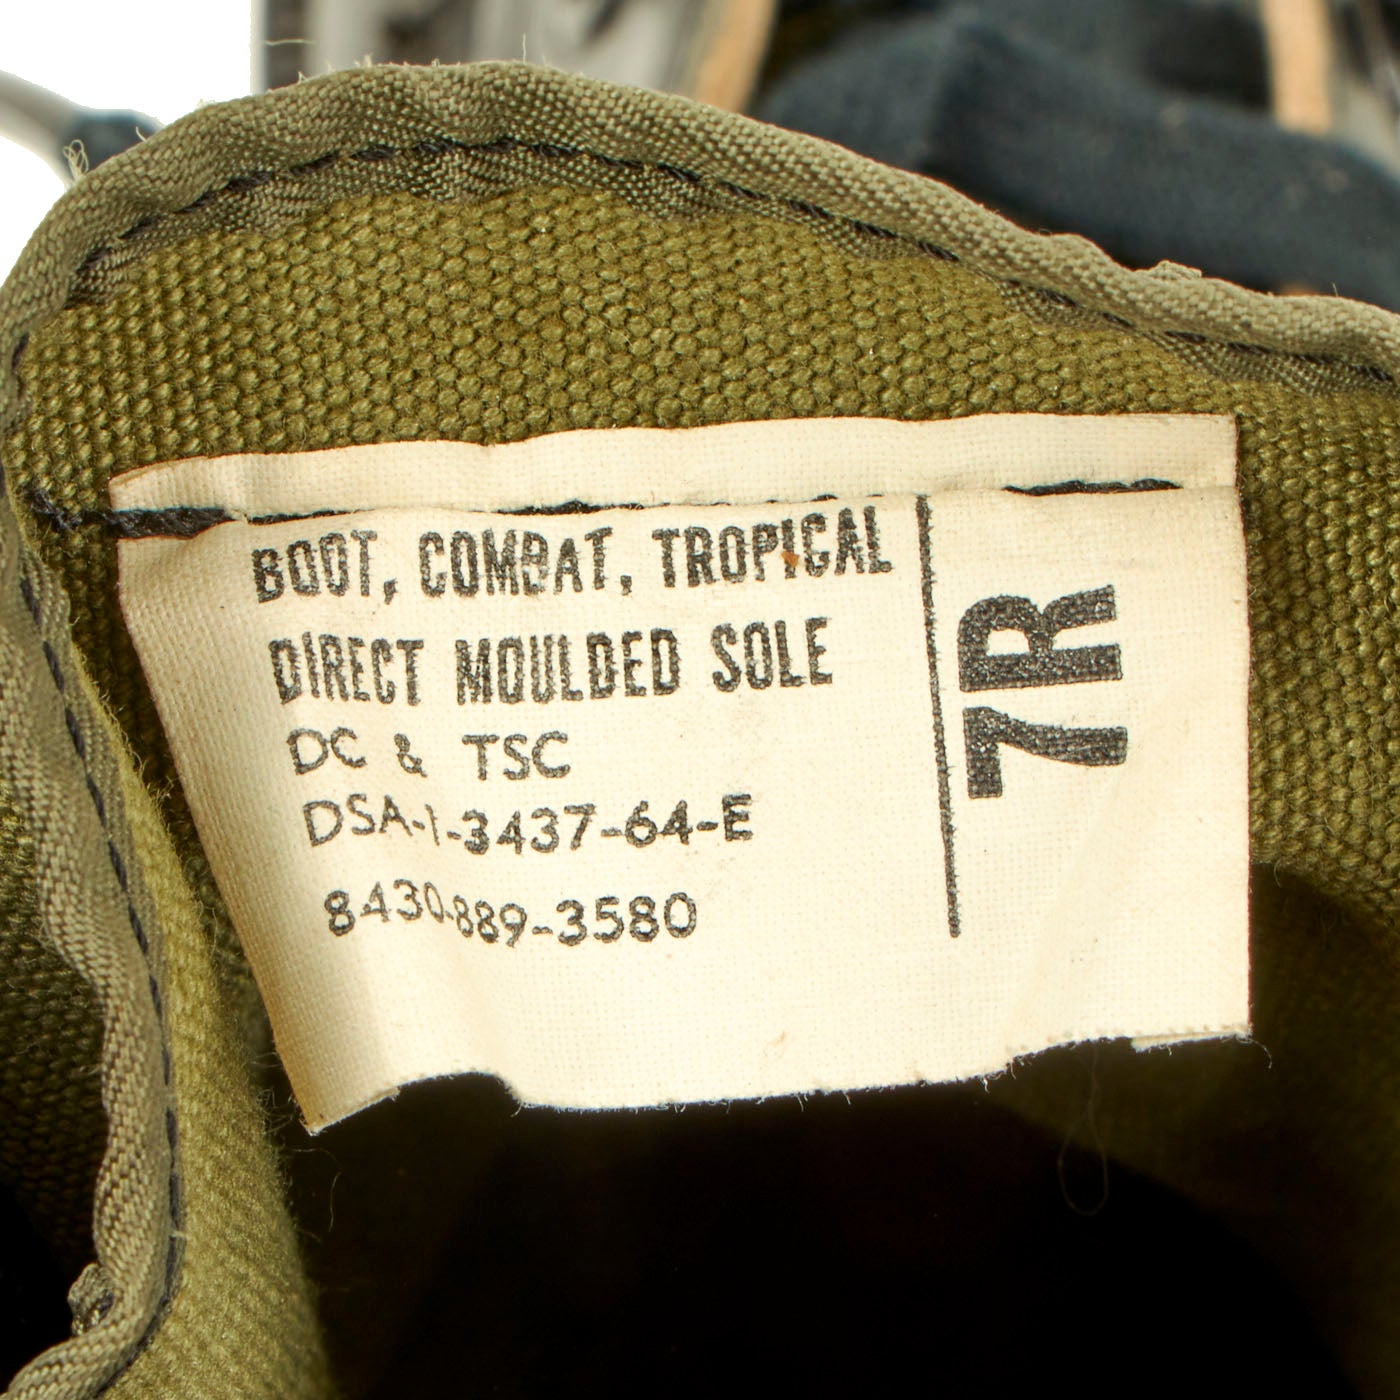 BOOT, COMBAT, TROPICAL
DIRECT MOULDED SOLE
DC & TSC
DSA-1-3437-64-E
8430-889-3580
7R